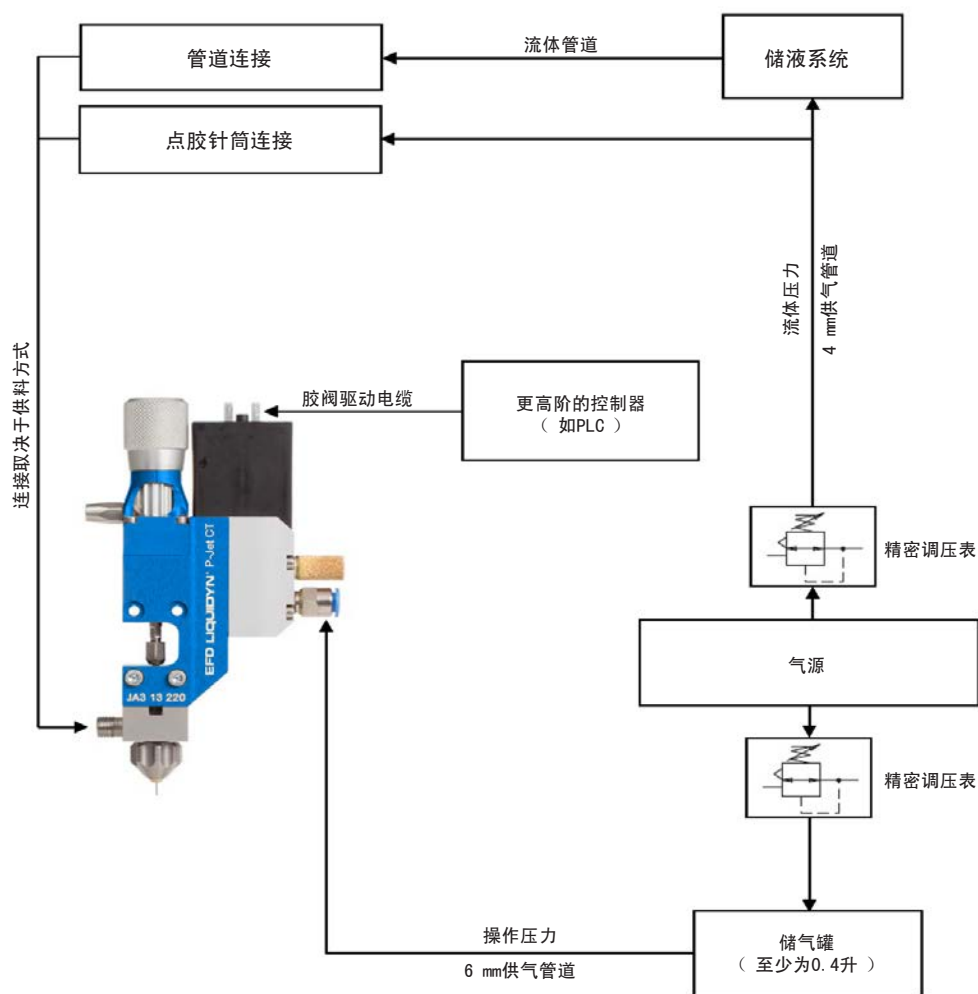 管道连接
流体管道
储液系统
点胶针筒连接
流体压力
4 mm供气管道
连接取决于供料方式
胶阀驱动电缆
更高阶的控制器
（ 如PLC ）
EFD LIQUIDYN® P-Jet CT
JA3 13 220
精密调压表
气源
精密调压表
操作压力
6 mm供气管道
储气罐
（ 至少为0.4升 ）